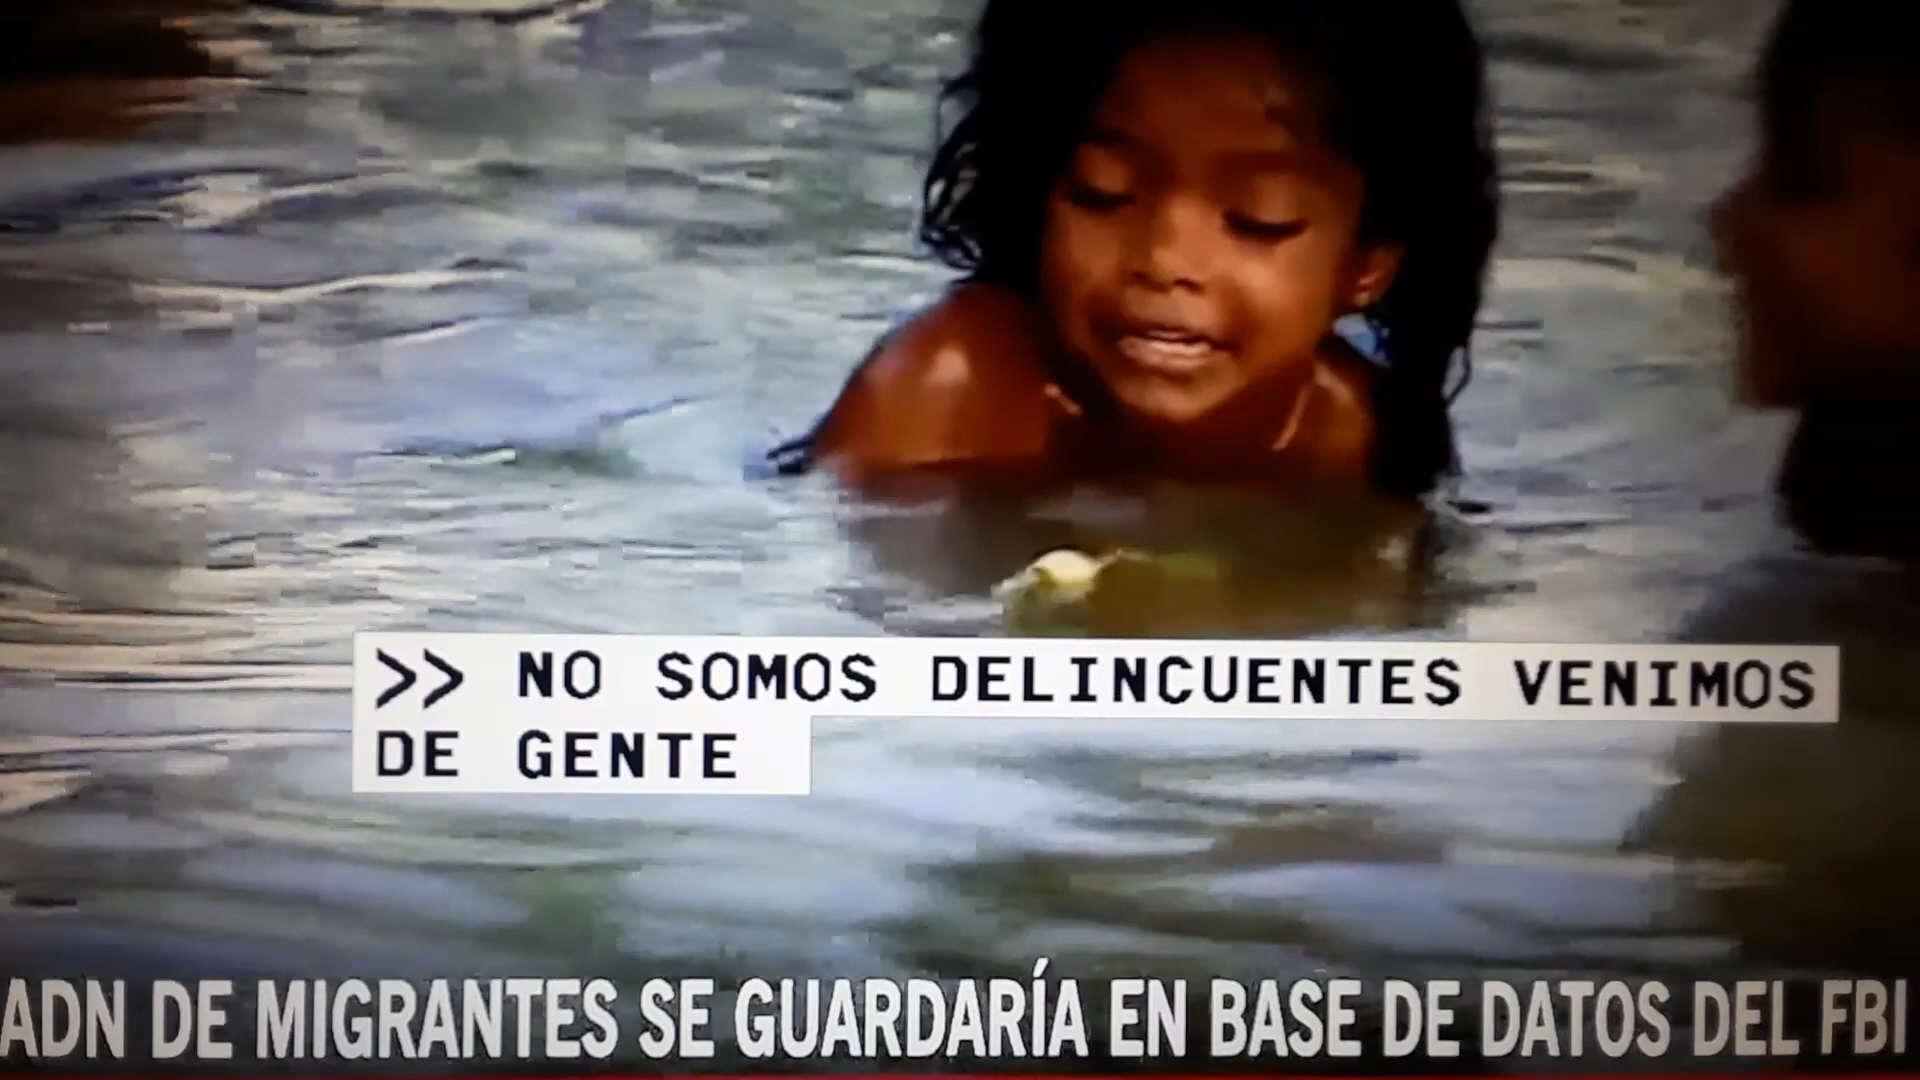 >> NO SOMOS DELINCUENTES VENIMOS
DE GENTE
ADN DE MIGRANTES SE GUARDARÍA EN BASE DE DATOS DEL FBI